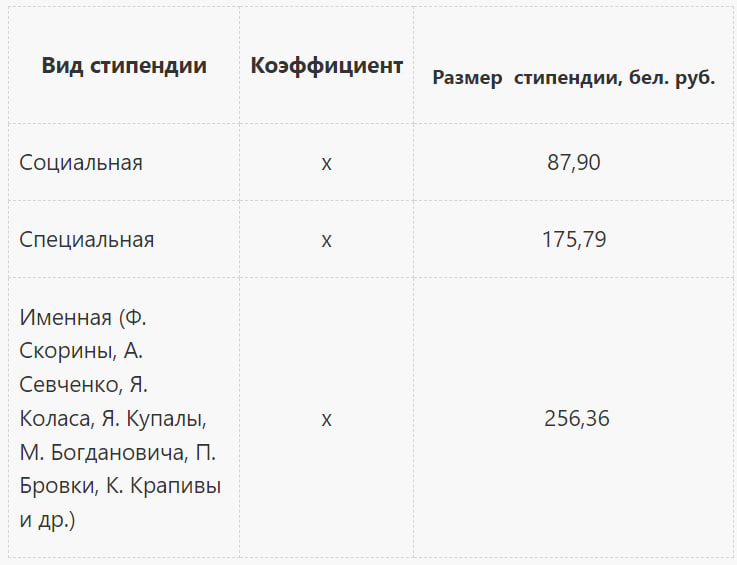 Вид стипендии
Коэффициент
Размер стипендии, бел. руб.
Социальная
х
87,90
Специальная
х
175,79
Именная (Ф.
Скорины, А.
Севченко, Я.
Коласа, Я. Купалы,
М. Богдановича, П.
Бровки, К. Крапивы
и др.)
х
256,36